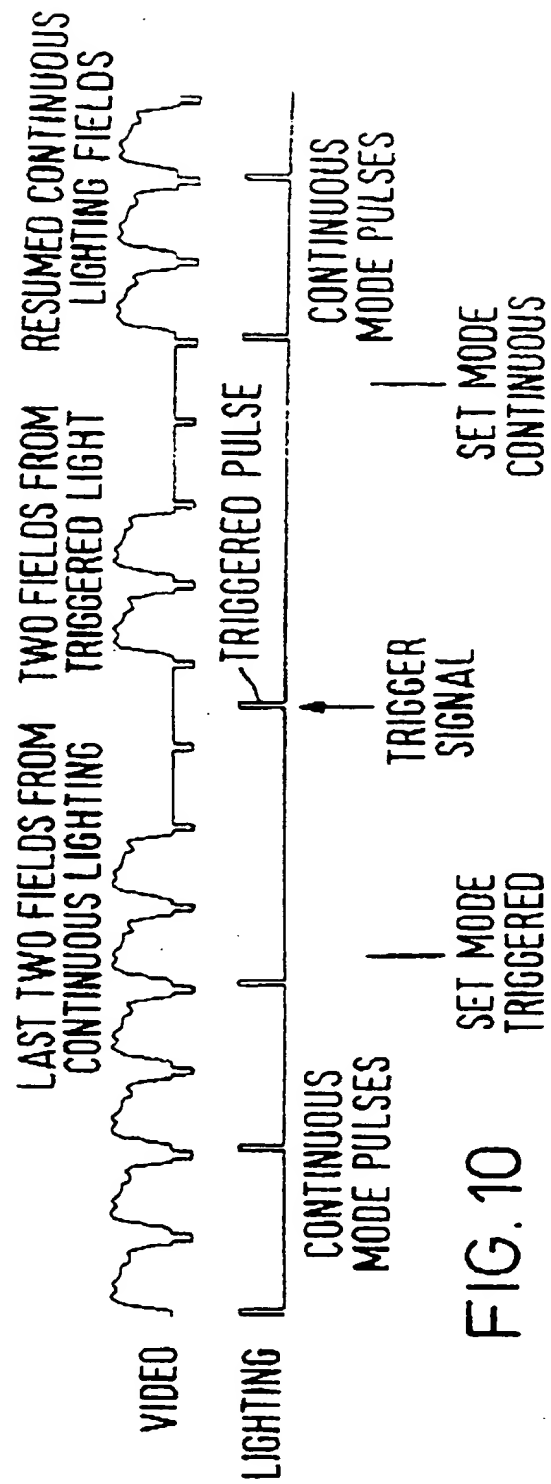 LAST TWO FIELDS FROM
CONTINUOUS LIGHTING
TWO FIELDS FROM
TRIGGERED LIGHT
RESUMED CONTINUOUS
LIGHTING FIELDS
VIDEO
LIGHTING
TRIGGERED PULSE
CONTINUOUS
MODE PULSES
CONTINUOUS
MODE PULSES
TRIGGER
SIGNAL
SET MODE
TRIGGERED
SET MODE
CONTINUOUS
FIG. 10